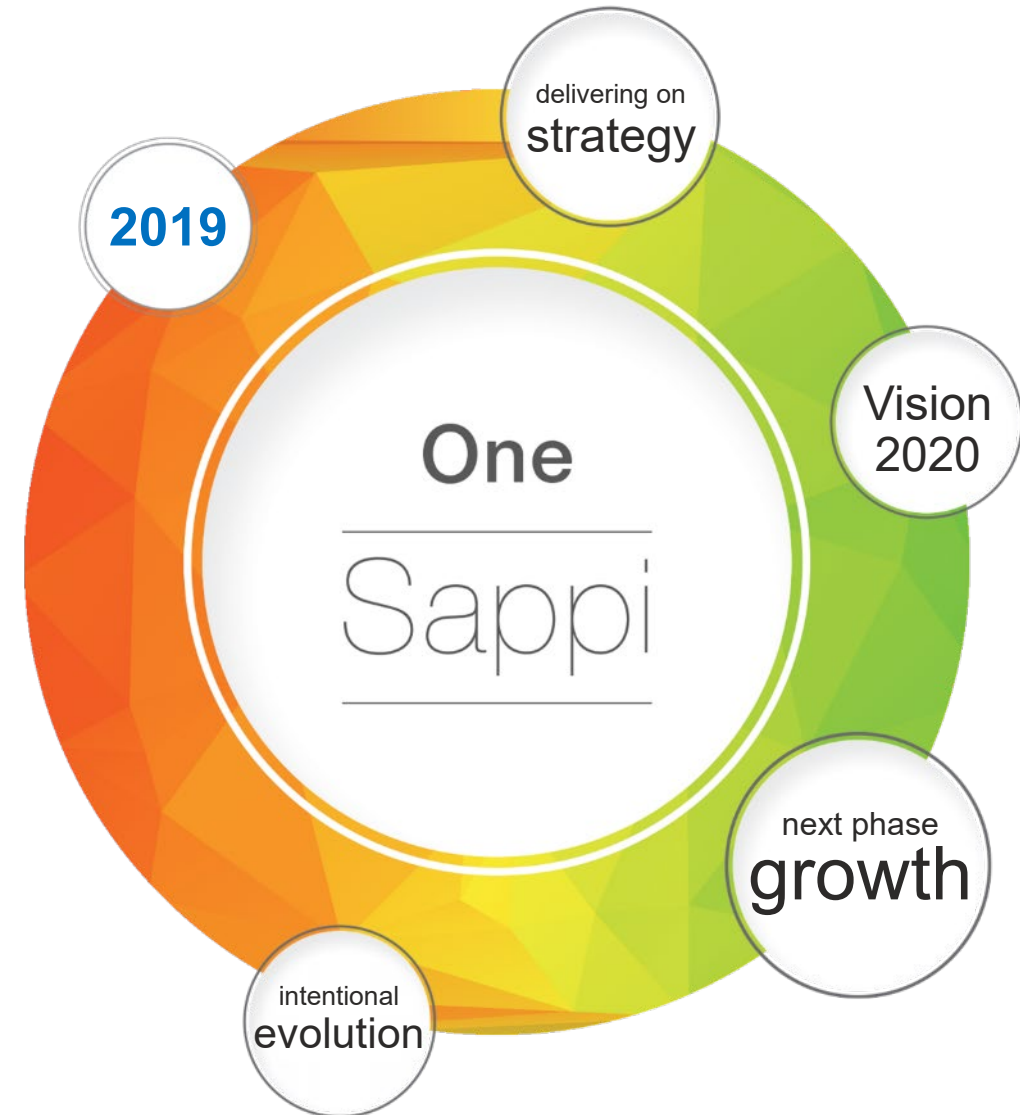 delivering on
strategy
2019
Vision
2020
One
Sappi
next phase
growth
intentional
evolution